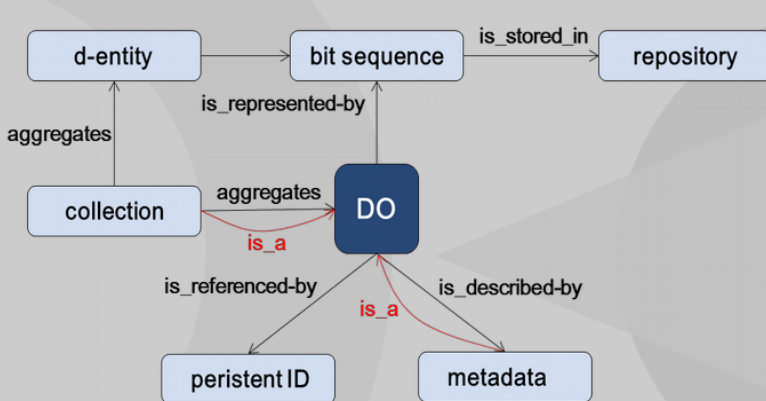 is_stored_in
d-entity
bit sequence
repository
is_represented-by
aggregates
aggregates
collection
DO
is_a
is_referenced-by
is_described-by
is_a
peristent ID
metadata